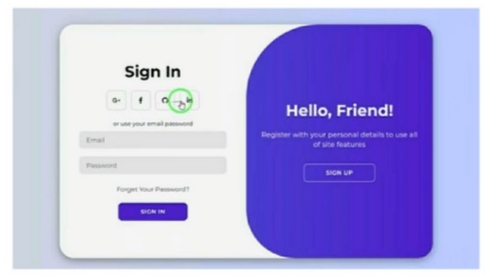 Sign In
G+ f in
or use your email password
Email
Password
Forget Your Password?
SIGN IN
Hello, Friend!
Register with your personal details to use all
of site features
SIGN UP